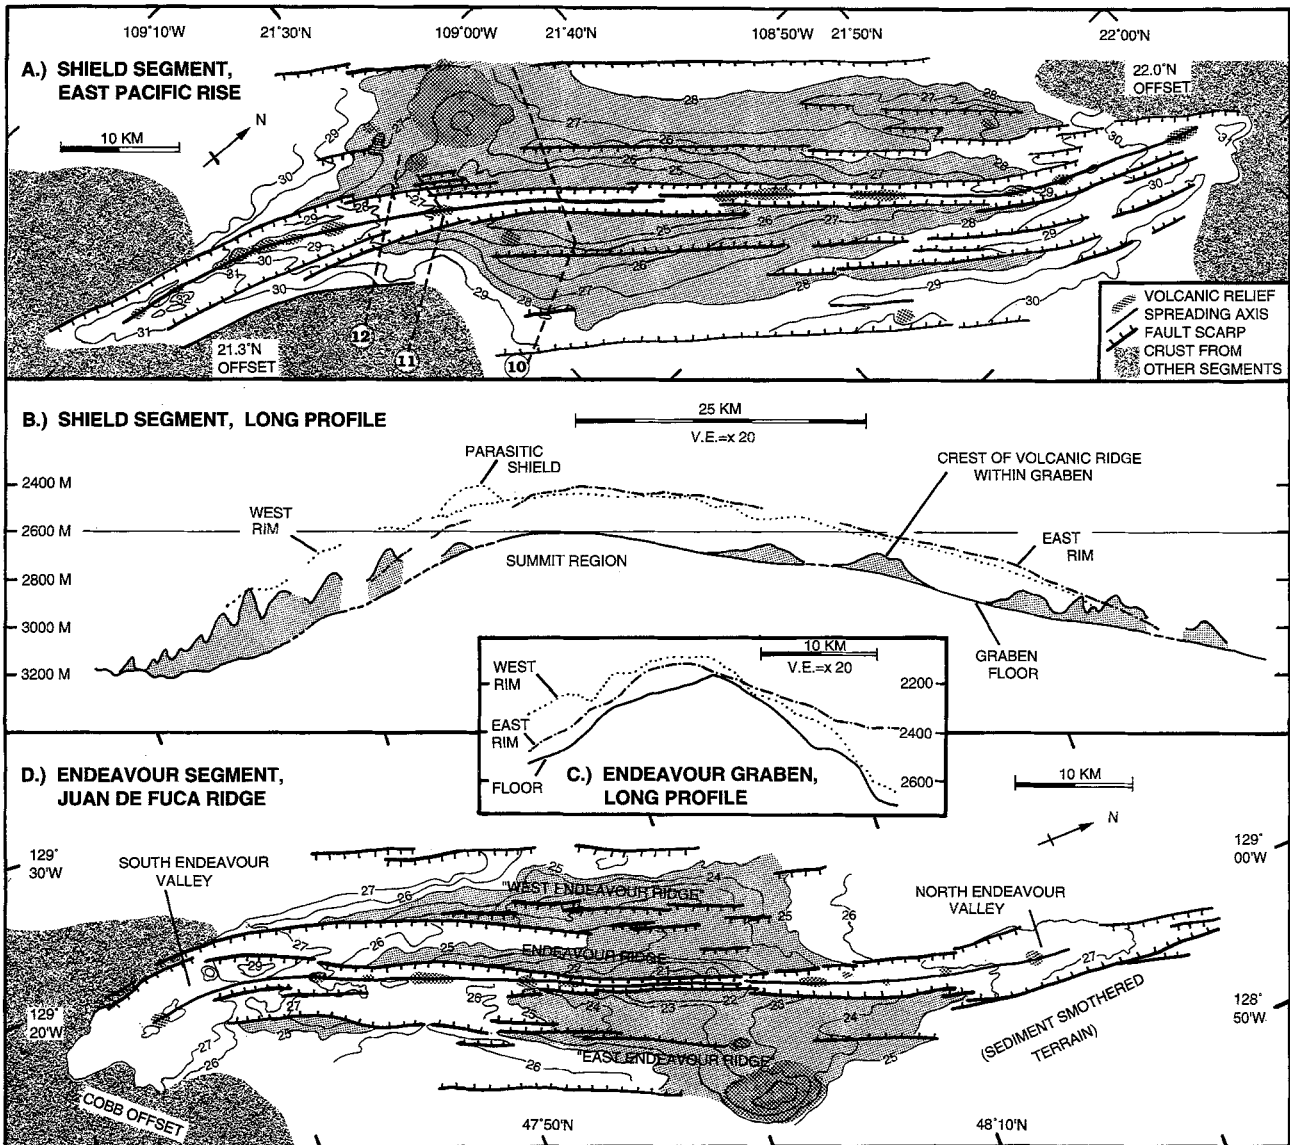 109°10'W 21°30'N 109°00'W 21°40'N 108°50'W 21°50'N 22°00'N
A.) SHIELD SEGMENT,
EAST PACIFIC RISE
10 KM
N
22.0°N
OFFSET
21.3°N
OFFSET
29
30
28
27
26
25
31
12
11
10
VOLCANIC RELIEF
SPREADING AXIS
FAULT SCARP
CRUST FROM
OTHER SEGMENTS
B.) SHIELD SEGMENT, LONG PROFILE
25 KM
V.E.=x 20
PARASITIC
SHIELD
CREST OF VOLCANIC RIDGE
WITHIN GRABEN
WEST
RIM
EAST
RIM
SUMMIT REGION
GRABEN
FLOOR
2400 M
2600 M
2800 M
3000 M
3200 M
10 KM
V.E.=x 20
WEST
RIM
EAST
RIM
FLOOR
2200
2400
2600
C.) ENDEAVOUR GRABEN,
LONG PROFILE
D.) ENDEAVOUR SEGMENT,
JUAN DE FUCA RIDGE
10 KM
N
129°
30'W
129°
00'W
SOUTH ENDEAVOUR
VALLEY
"WEST ENDEAVOUR RIDGE"
NORTH ENDEAVOUR
VALLEY
ENDEAVOUR RIDGE
129°
20'W
128°
50'W
"EAST ENDEAVOUR RIDGE"
(SEDIMENT SMOTHERED
TERRAIN)
COBB OFFSET
47°50'N 48°10'N